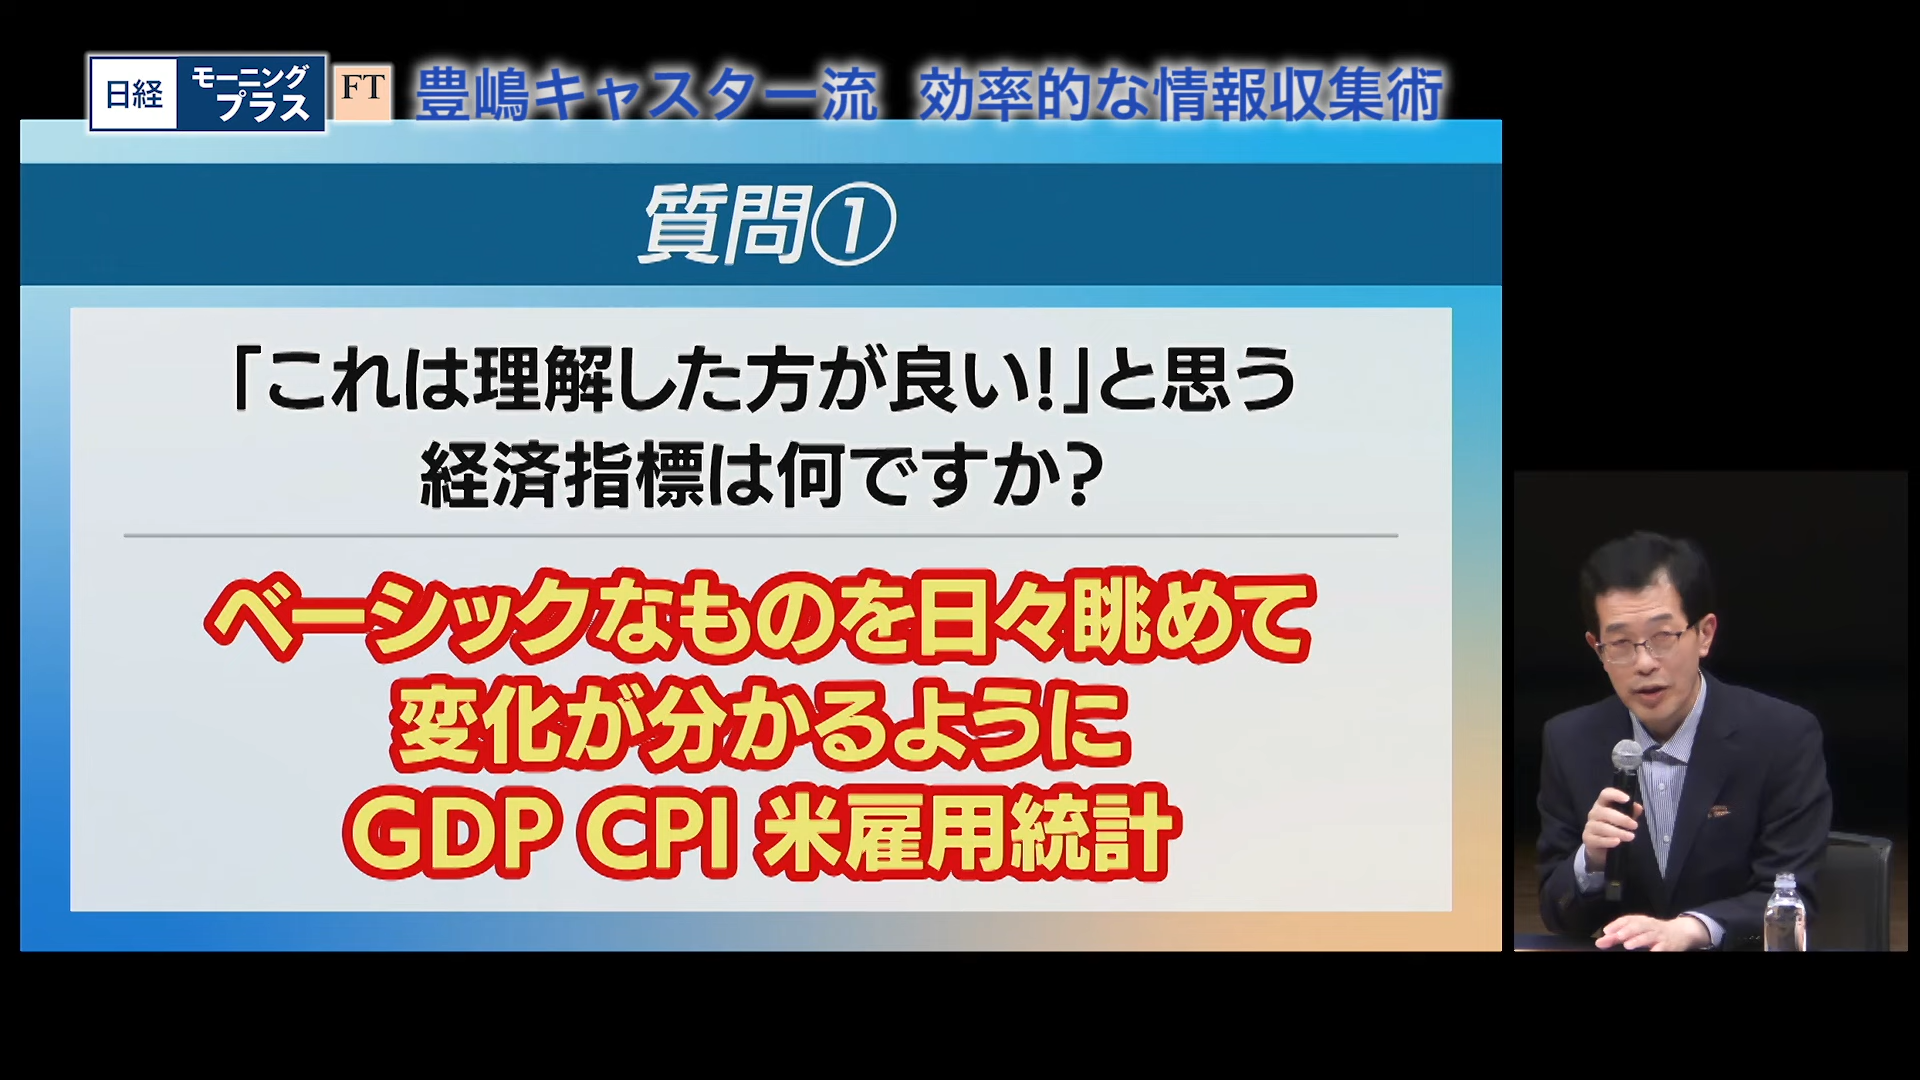 日経
モーニング
プラス
FT
豊嶋キャスター流 効率的な情報収集術
質問①
「これは理解した方が良い!」と思う
経済指標は何ですか?
ベーシックなものを日々眺めて
変化が分かるように
GDP CPI 米雇用統計